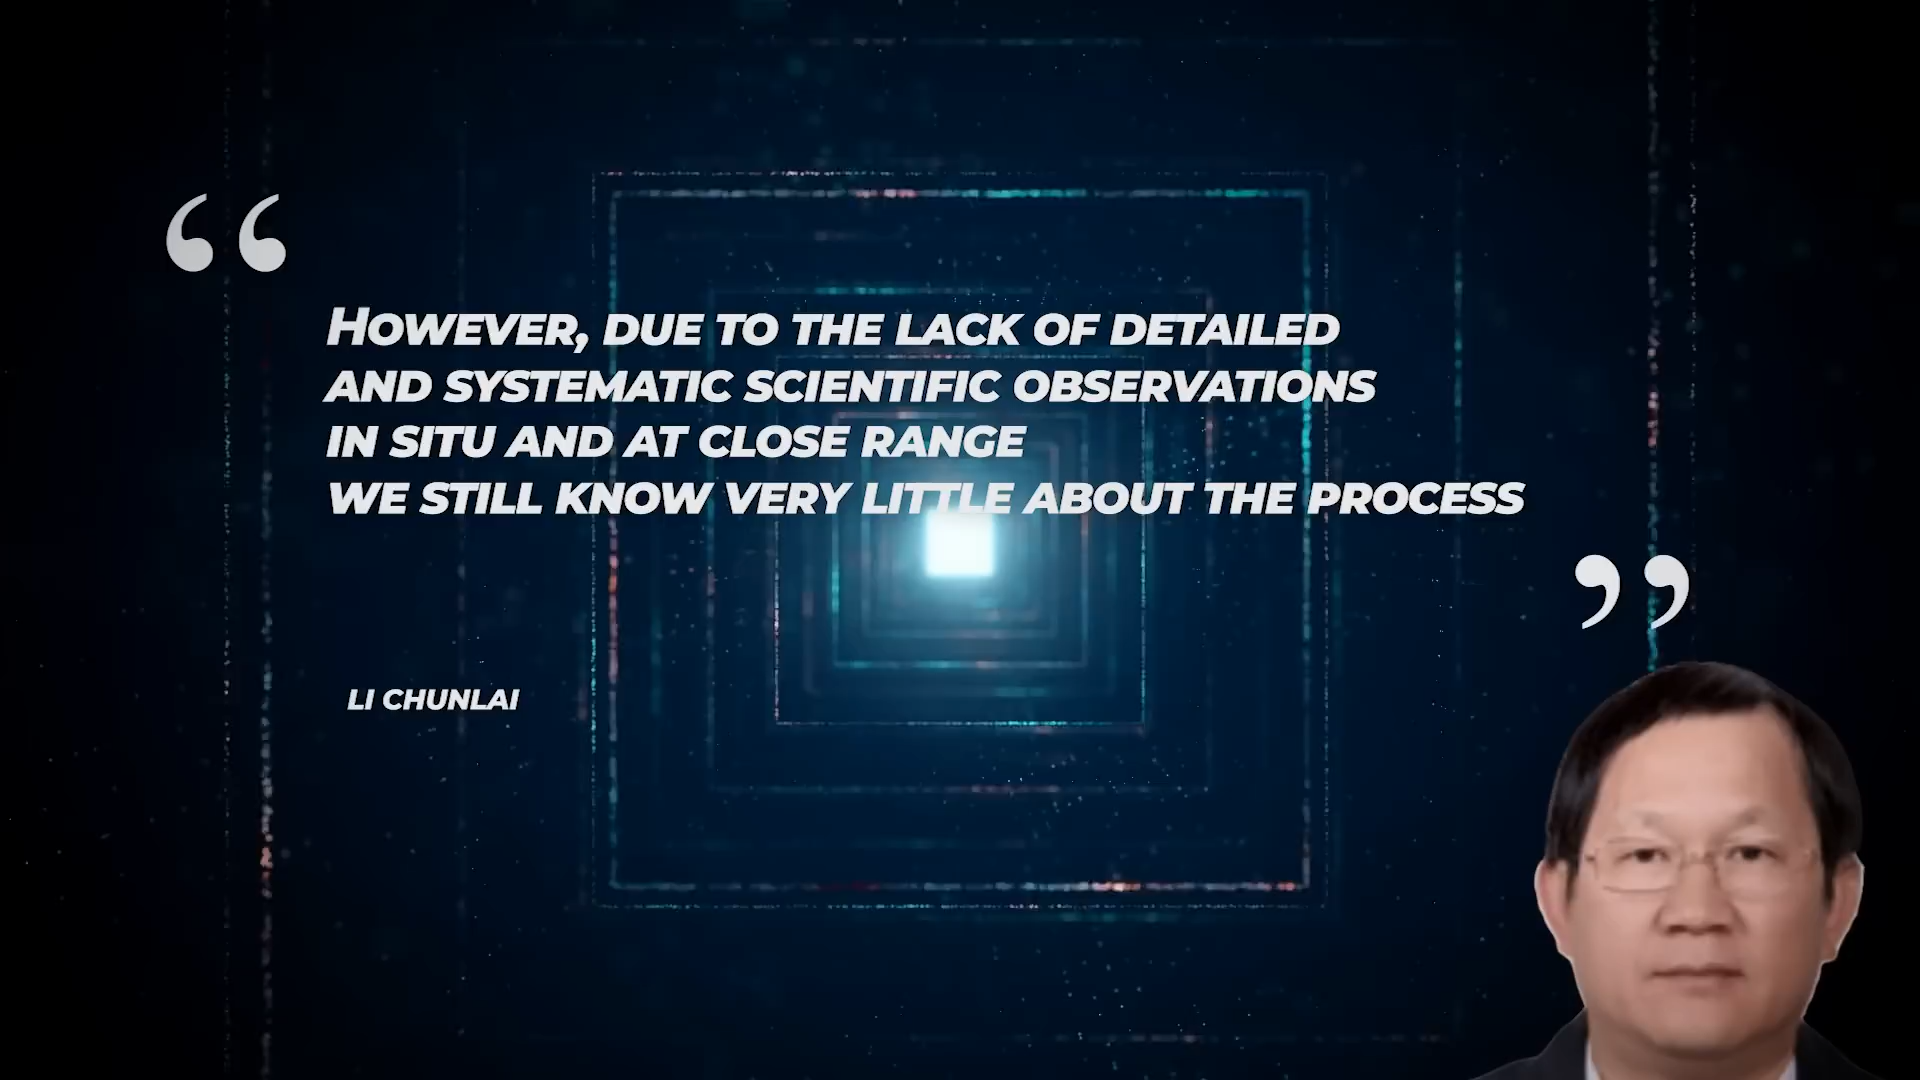 “
HOWEVER, DUE TO THE LACK OF DETAILED
AND SYSTEMATIC SCIENTIFIC OBSERVATIONS
IN SITU AND AT CLOSE RANGE
WE STILL KNOW VERY LITTLE ABOUT THE PROCESS
”
LI CHUNLAI